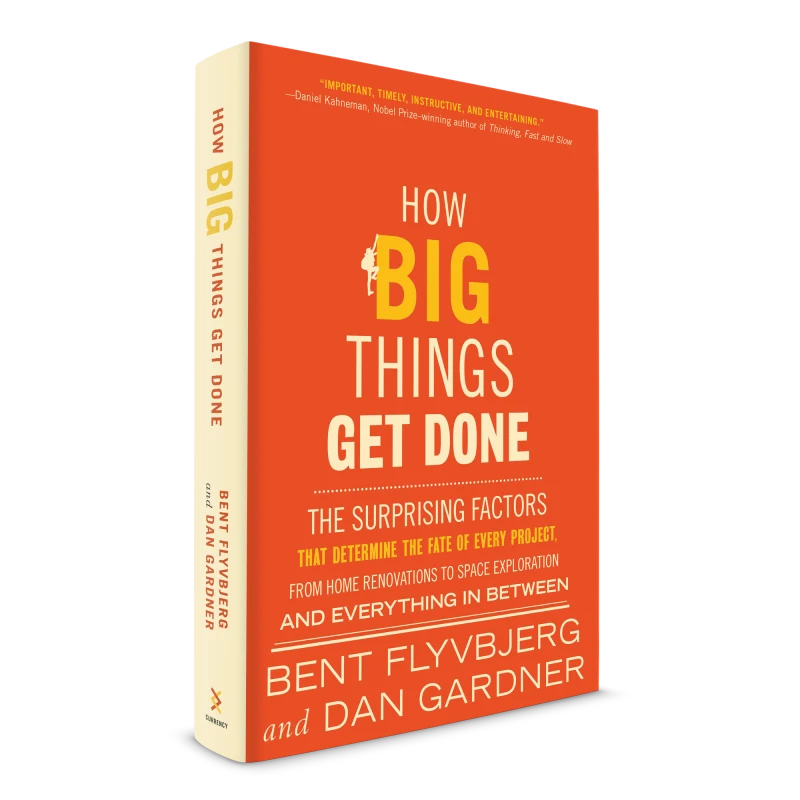 HOW BIG THINGS GET DONE
BENT FLYVBJERG
and DAN GARDNER
CURRENCY
"IMPORTANT, TIMELY, INSTRUCTIVE, AND ENTERTAINING."
—Daniel Kahneman, Nobel Prize–winning author of Thinking, Fast and Slow
HOW
BIG
THINGS
GET DONE
THE SURPRISING FACTORS
THAT DETERMINE THE FATE OF EVERY PROJECT,
FROM HOME RENOVATIONS TO SPACE EXPLORATION
AND EVERYTHING IN BETWEEN
BENT FLYVBJERG
and DAN GARDNER